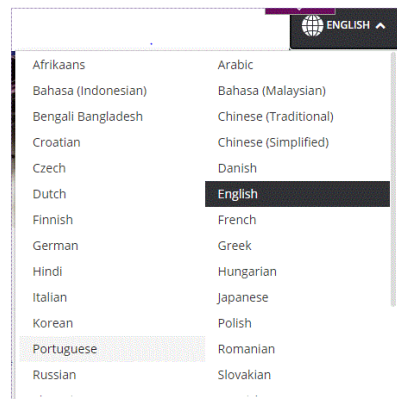 ENGLISH
Afrikaans Arabic
Bahasa (Indonesian) Bahasa (Malaysian)
Bengali Bangladesh Chinese (Traditional)
Croatian Chinese (Simplified)
Czech Danish
Dutch English
Finnish French
German Greek
Hindi Hungarian
Italian Japanese
Korean Polish
Portuguese Romanian
Russian Slovakian